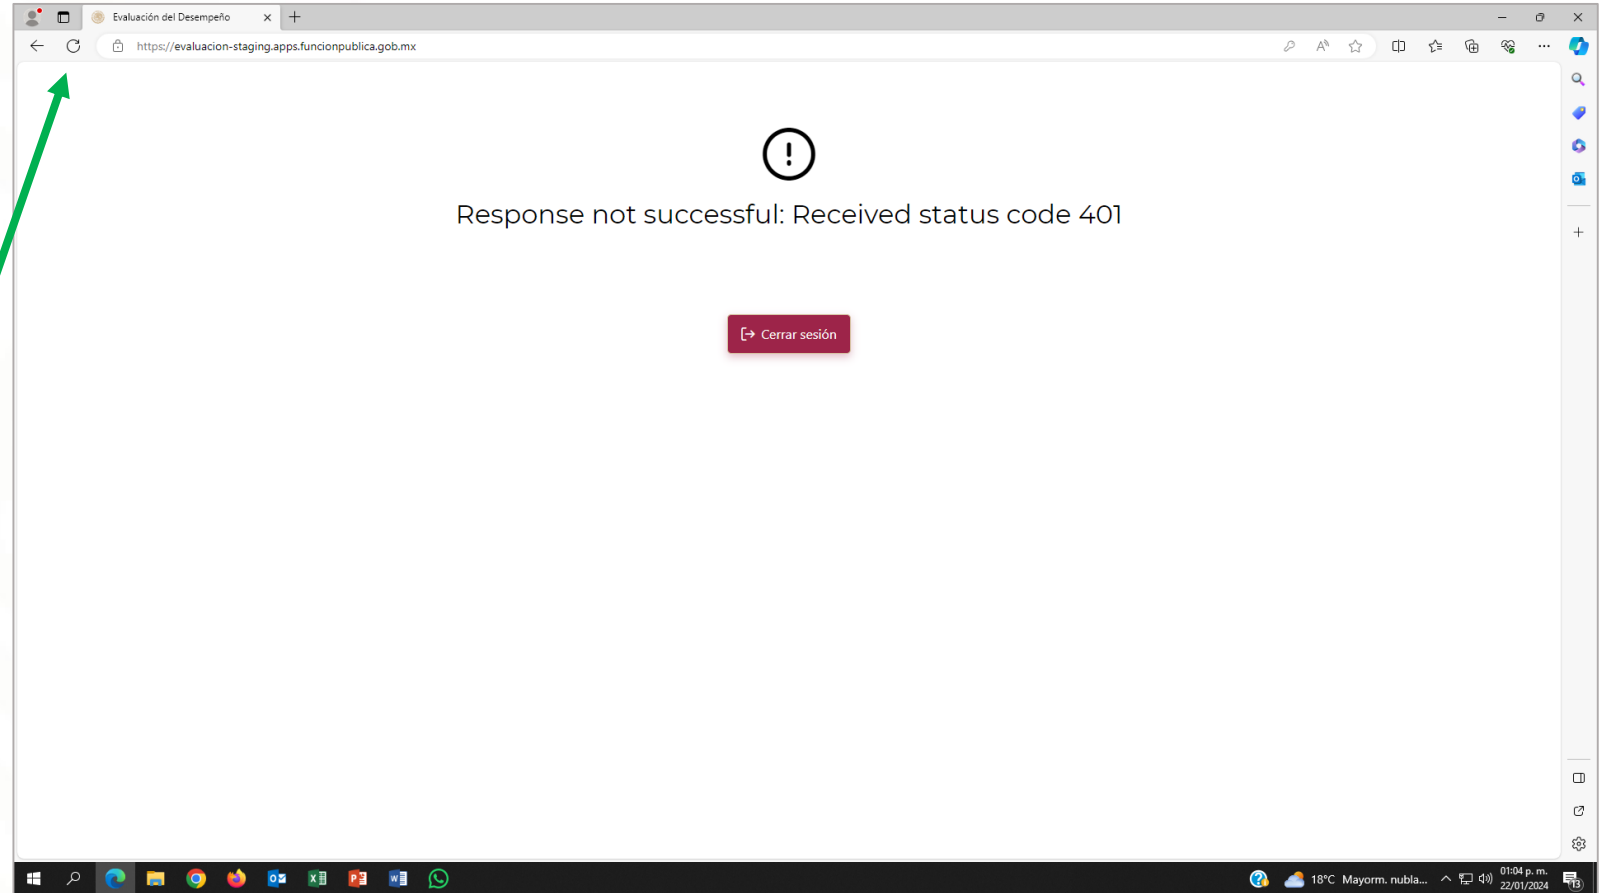 Evaluación del Desempeño
https://evaluacion-staging.apps.funcionpublica.gob.mx
Response not successful: Received status code 401
Cerrar sesión
18°C Mayorm. nubla...
01:04 p. m.
22/01/2024
13